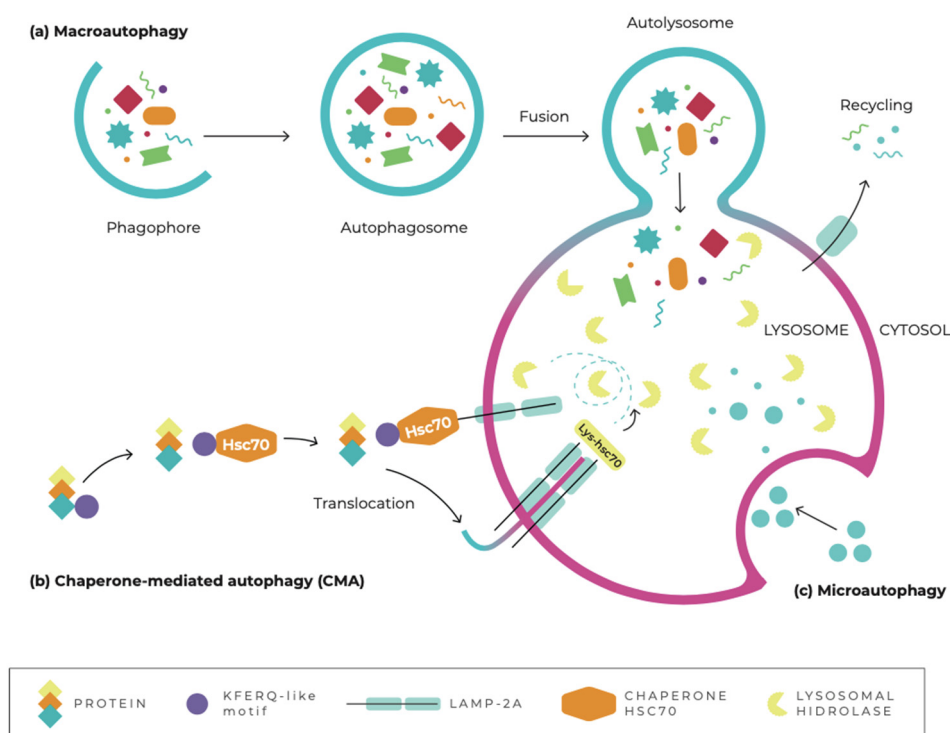 (a) Macroautophagy
Autolysosome
Recycling
Fusion
Phagophore
Autophagosome
LYSOSOME
CYTOSOL
Hsc70
Hsc70
Lys-hsc70
Translocation
(b) Chaperone-mediated autophagy (CMA)
(c) Microautophagy
PROTEIN
KFERQ-like
motif
LAMP-2A
CHAPERONE
HSC70
LYSOSOMAL
HIDROLASE